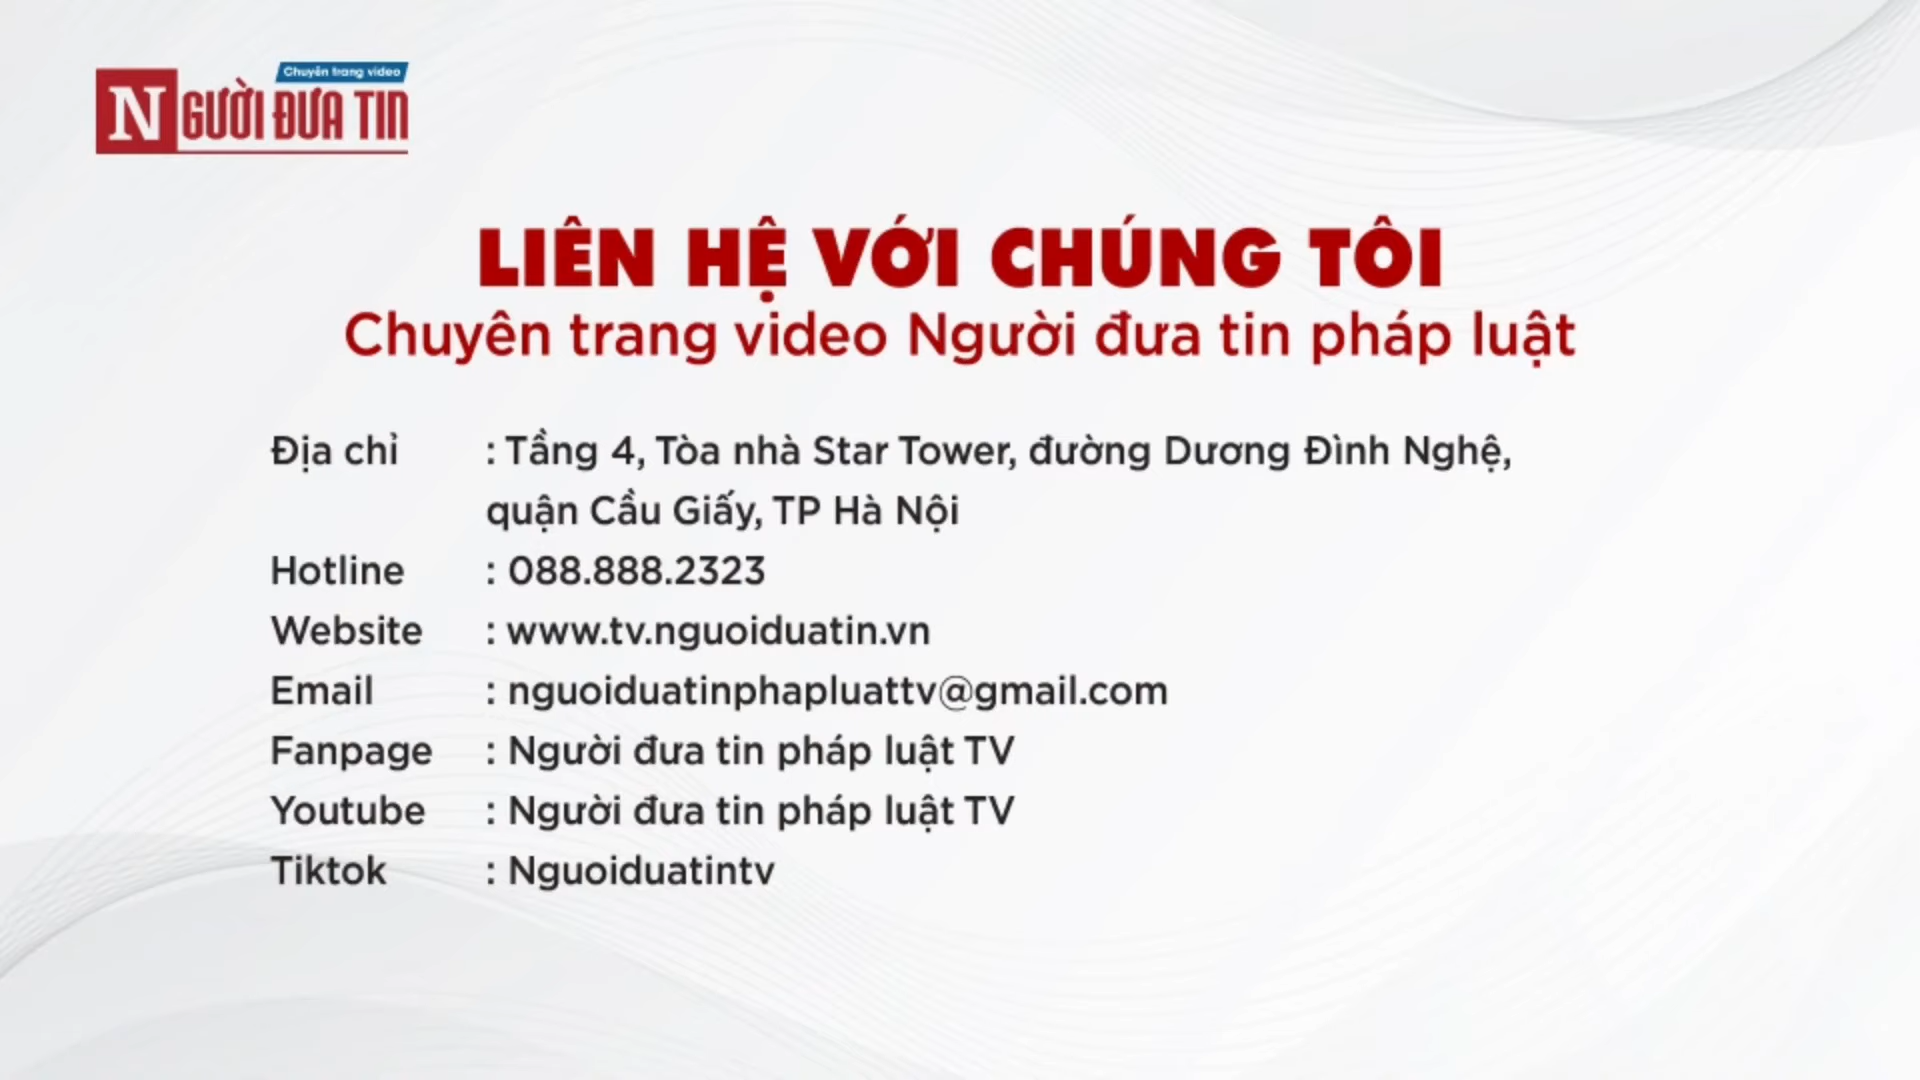 Chuyên trang video
NGƯỜI ĐƯA TIN
LIÊN HỆ VỚI CHÚNG TÔI
Chuyên trang video Người đưa tin pháp luật
Địa chỉ : Tầng 4, Tòa nhà Star Tower, đường Dương Đình Nghệ,
quận Cầu Giấy, TP Hà Nội
Hotline : 088.888.2323
Website : www.tv.nguoiduatin.vn
Email : nguoiduatinphapluattv@gmail.com
Fanpage : Người đưa tin pháp luật TV
Youtube : Người đưa tin pháp luật TV
Tiktok : Nguoiduatintv